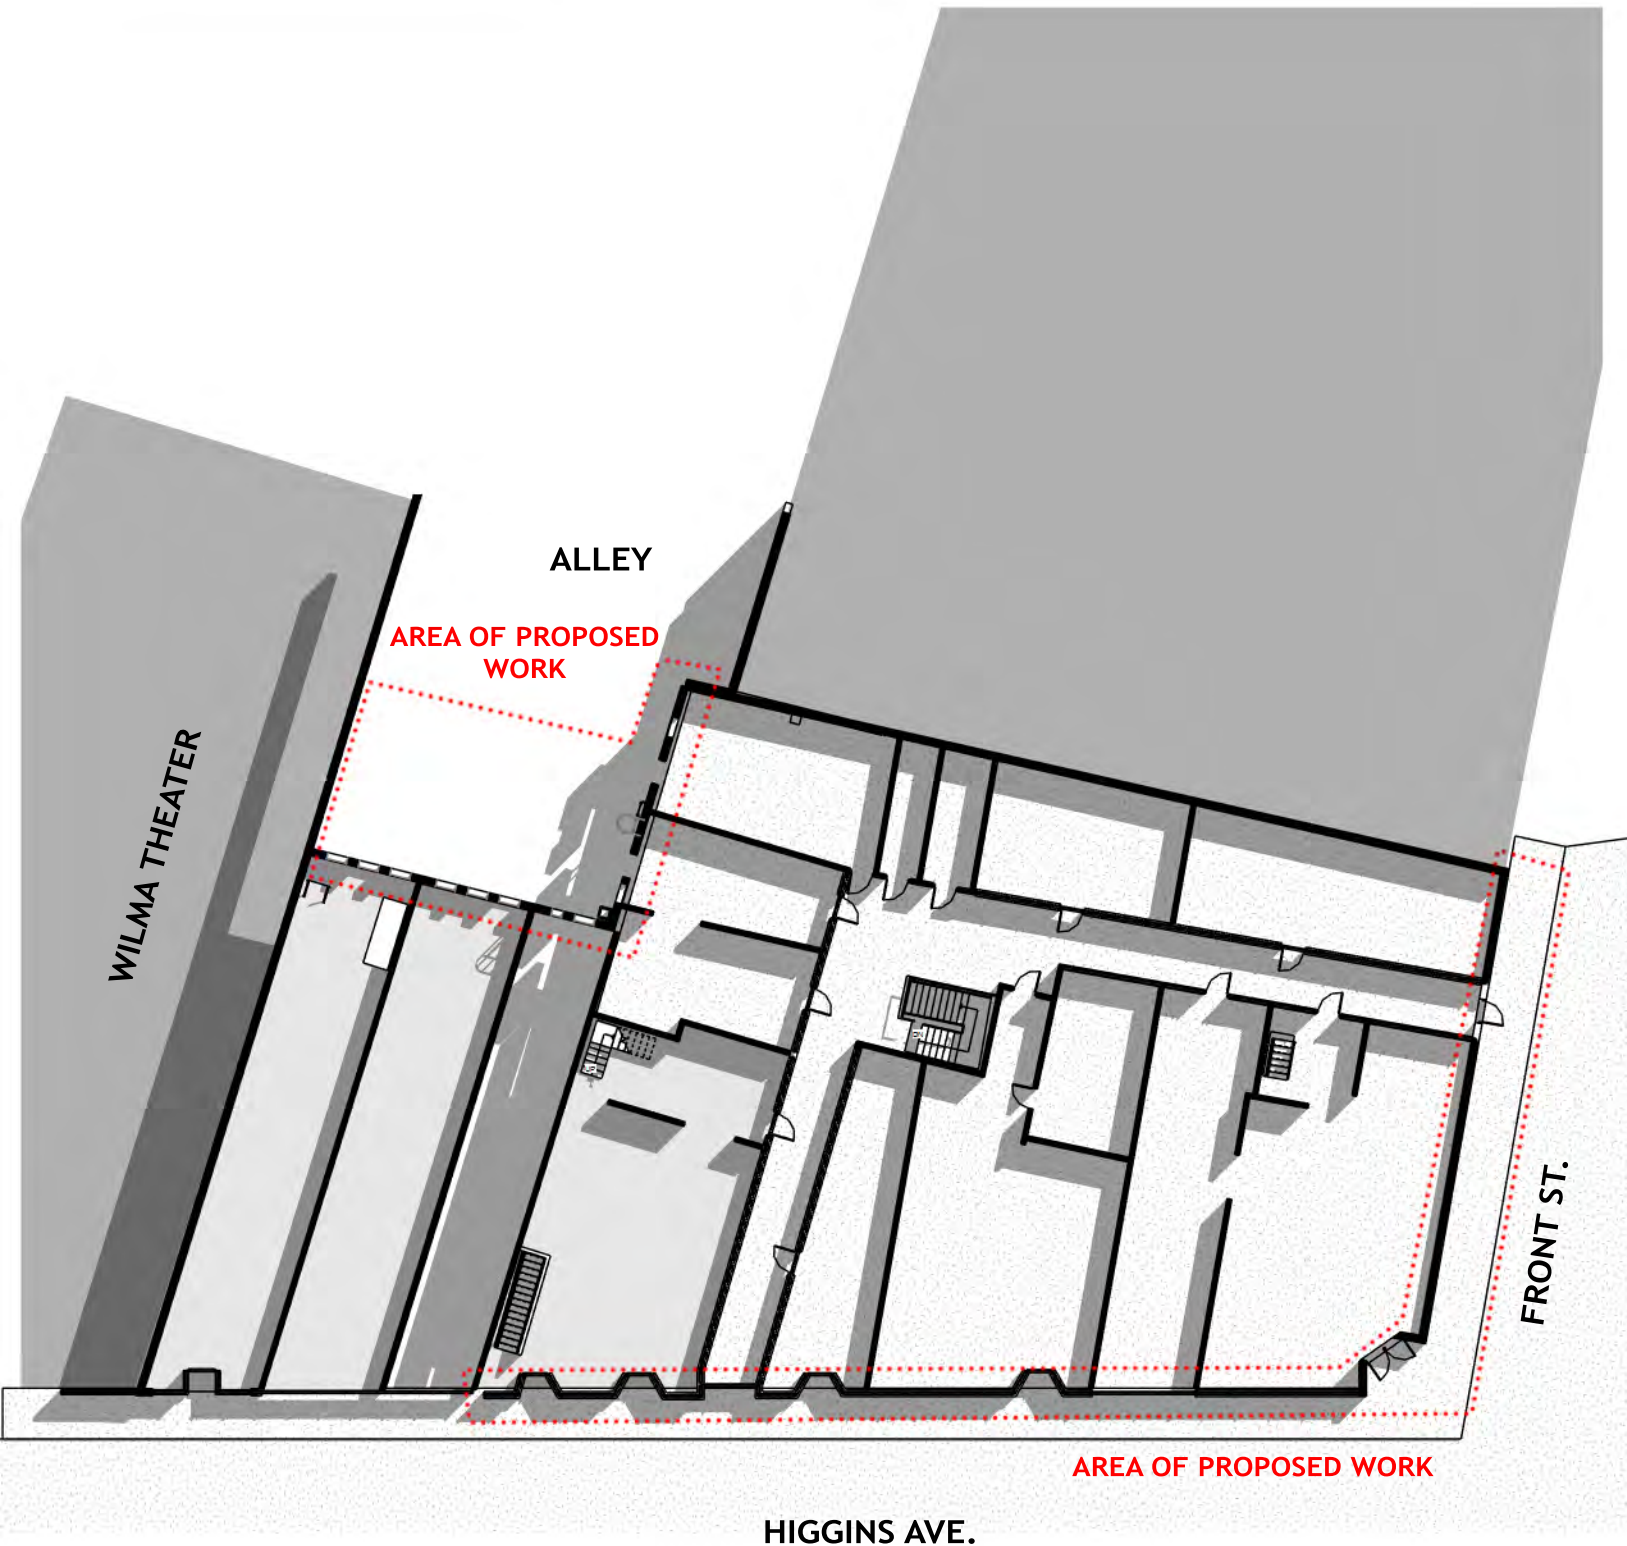 ALLEY
AREA OF PROPOSED
WORK
WILMA THEATER
FRONT ST.
AREA OF PROPOSED WORK
HIGGINS AVE.